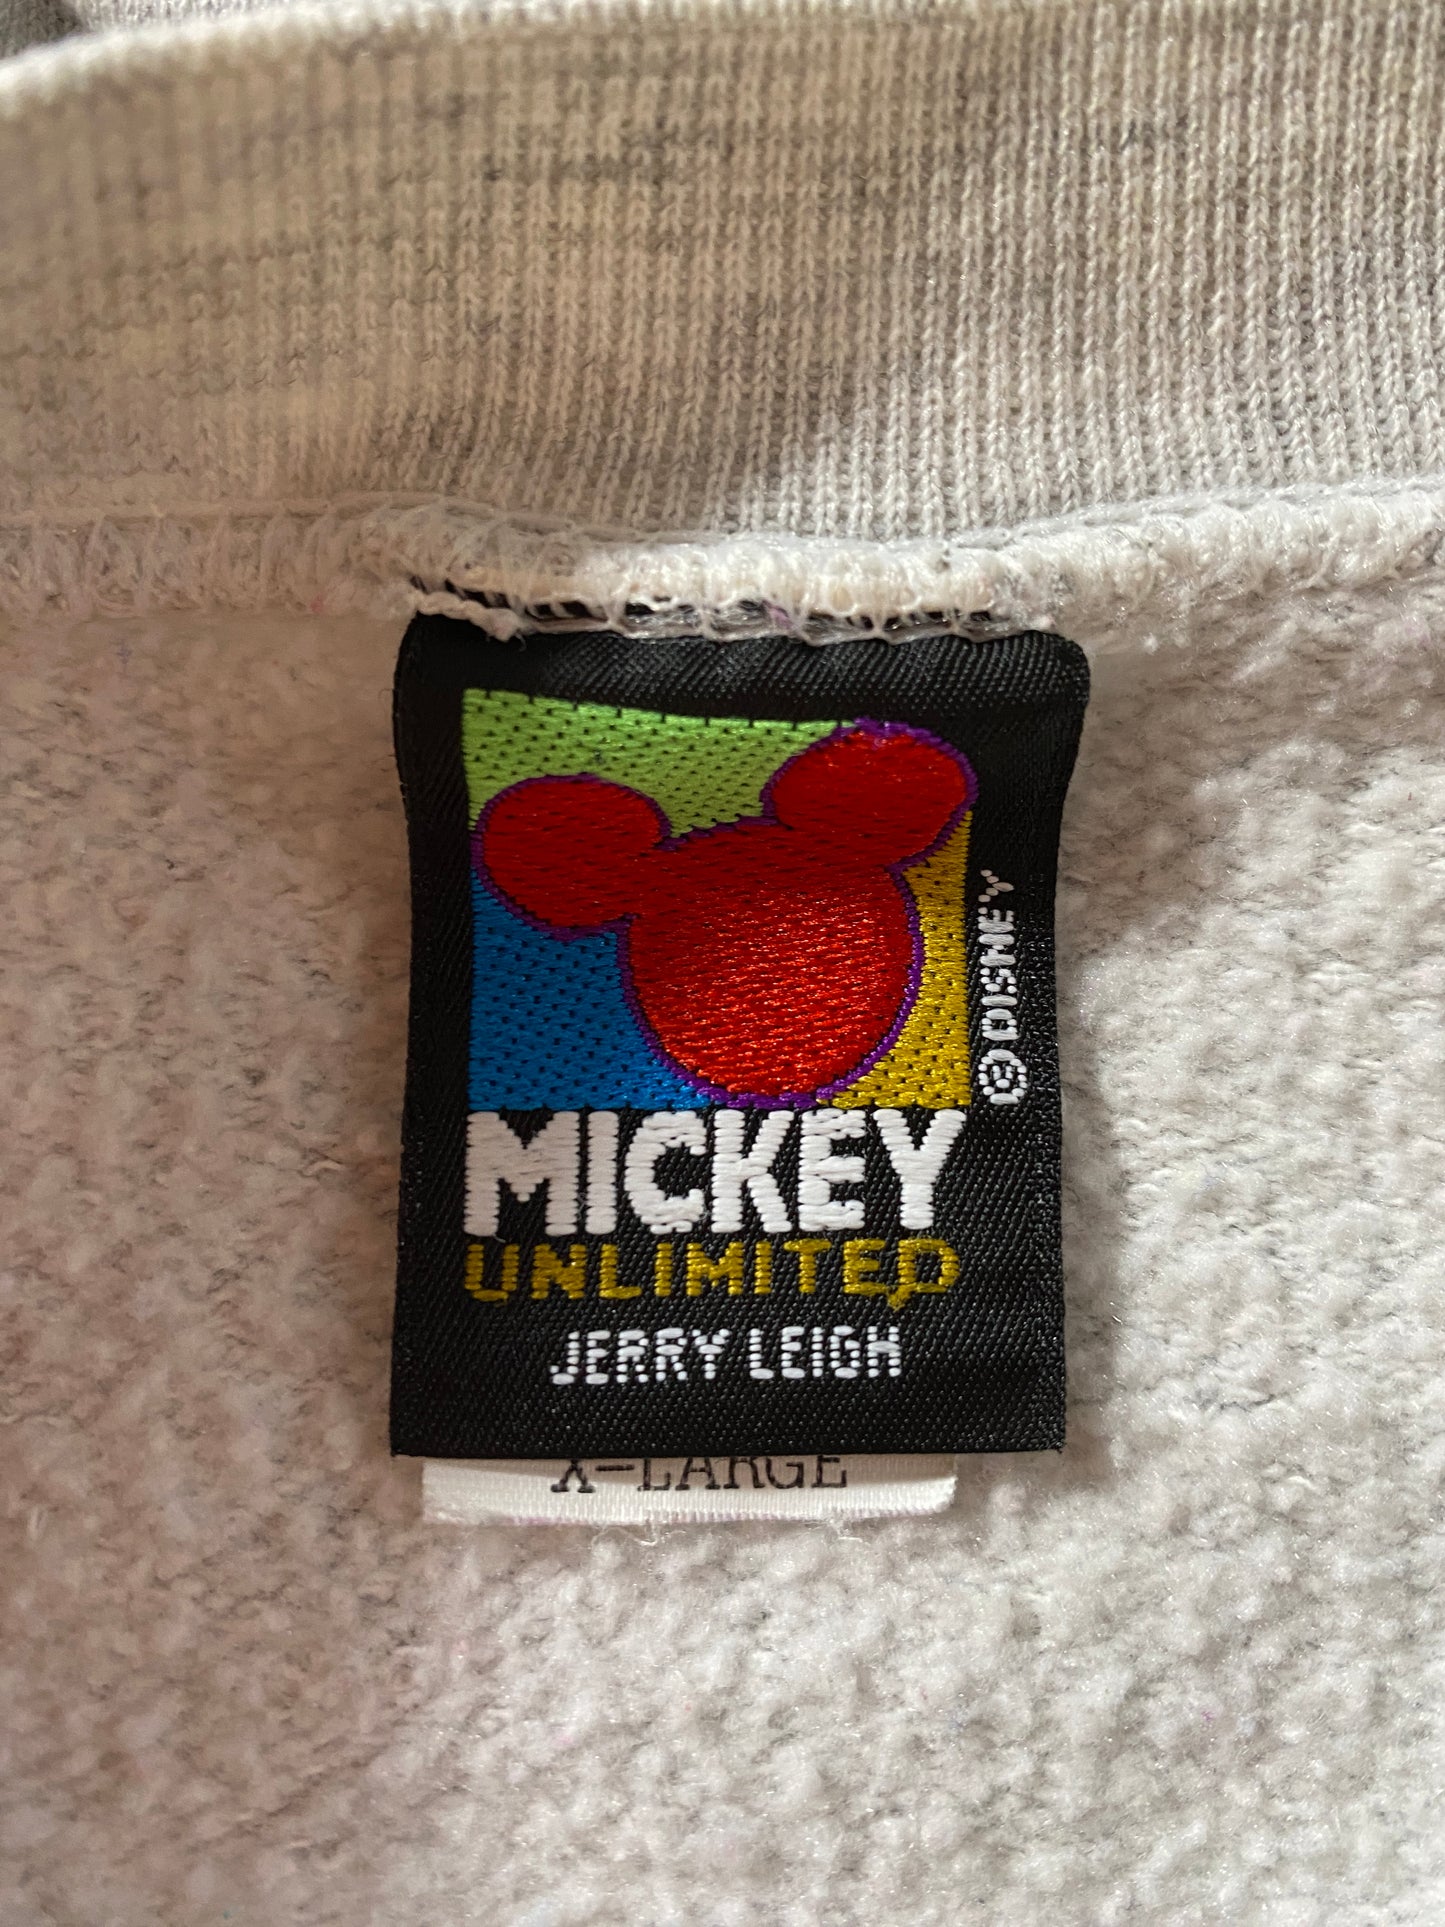 © DISNEY
MICKEY
UNLIMITED
JERRY LEIGH
X-LARGE